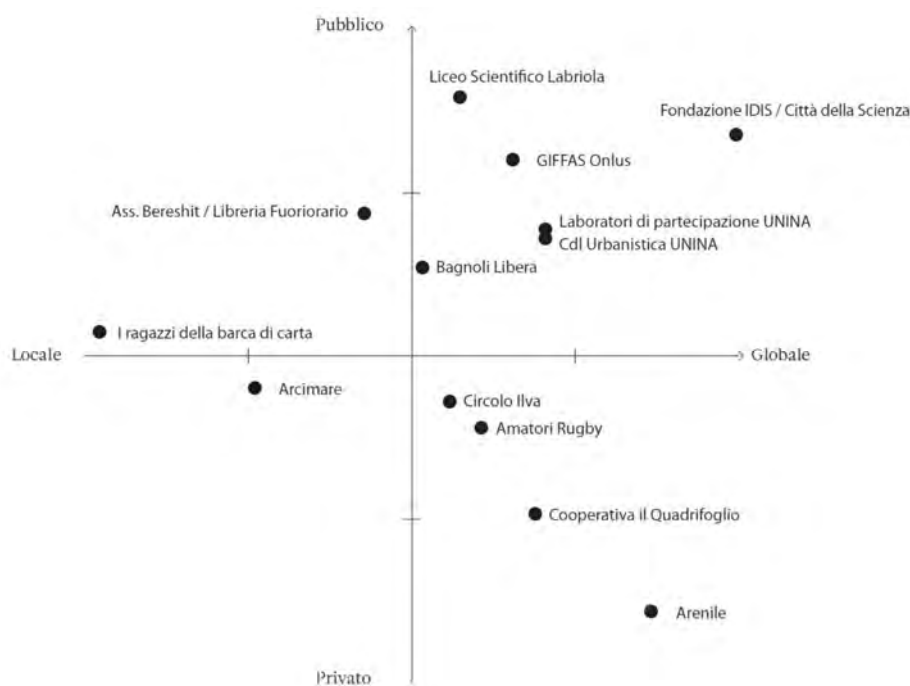 Pubblico
Liceo Scientifico Labriola
Fondazione IDIS / Città della Scienza
GIFFAS Onlus
Ass. Bereshit / Libreria Fuoriorario
Laboratori di partecipazione UNINA
Cdl Urbanistica UNINA
Bagnoli Libera
I ragazzi della barca di carta
Locale
Globale
Arcimare
Circolo Ilva
Amatori Rugby
Cooperativa il Quadrifoglio
Arenile
Privato